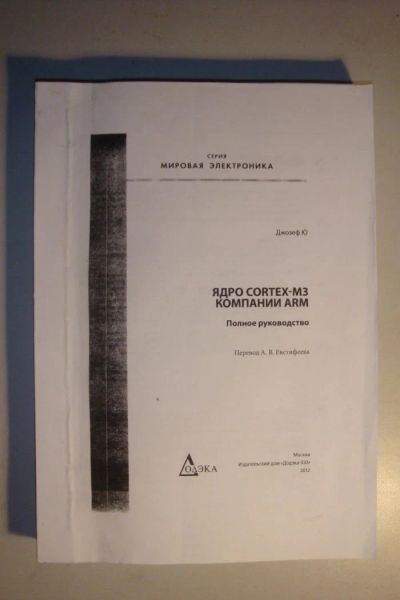 СЕРИЯ
МИРОВАЯ ЭЛЕКТРОНИКА
Джозеф Ю
ЯДРО CORTEX-M3
КОМПАНИИ ARM
Полное руководство
Перевод А. В. Евстифеева
ДОДЭКА
Москва
Издательский дом «Додэка-XXI»
2012